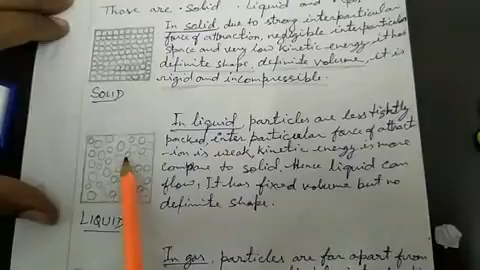 Those are solid. Liquid and
In solid, due to strong interparticular
force of attraction, negligible interparticular
space and very low kinetic energy it has
definite shape, definite volume, it is
rigid and incompressible.
SOLID
In liquid, particles are less tightly
packed, inter particular force of attract
-ion is weak, kinetic energy is more
compare to solid. Hence liquid can
flow, It has fixed volume but no
definite shape.
LIQUID
In gas, particles are far apart from